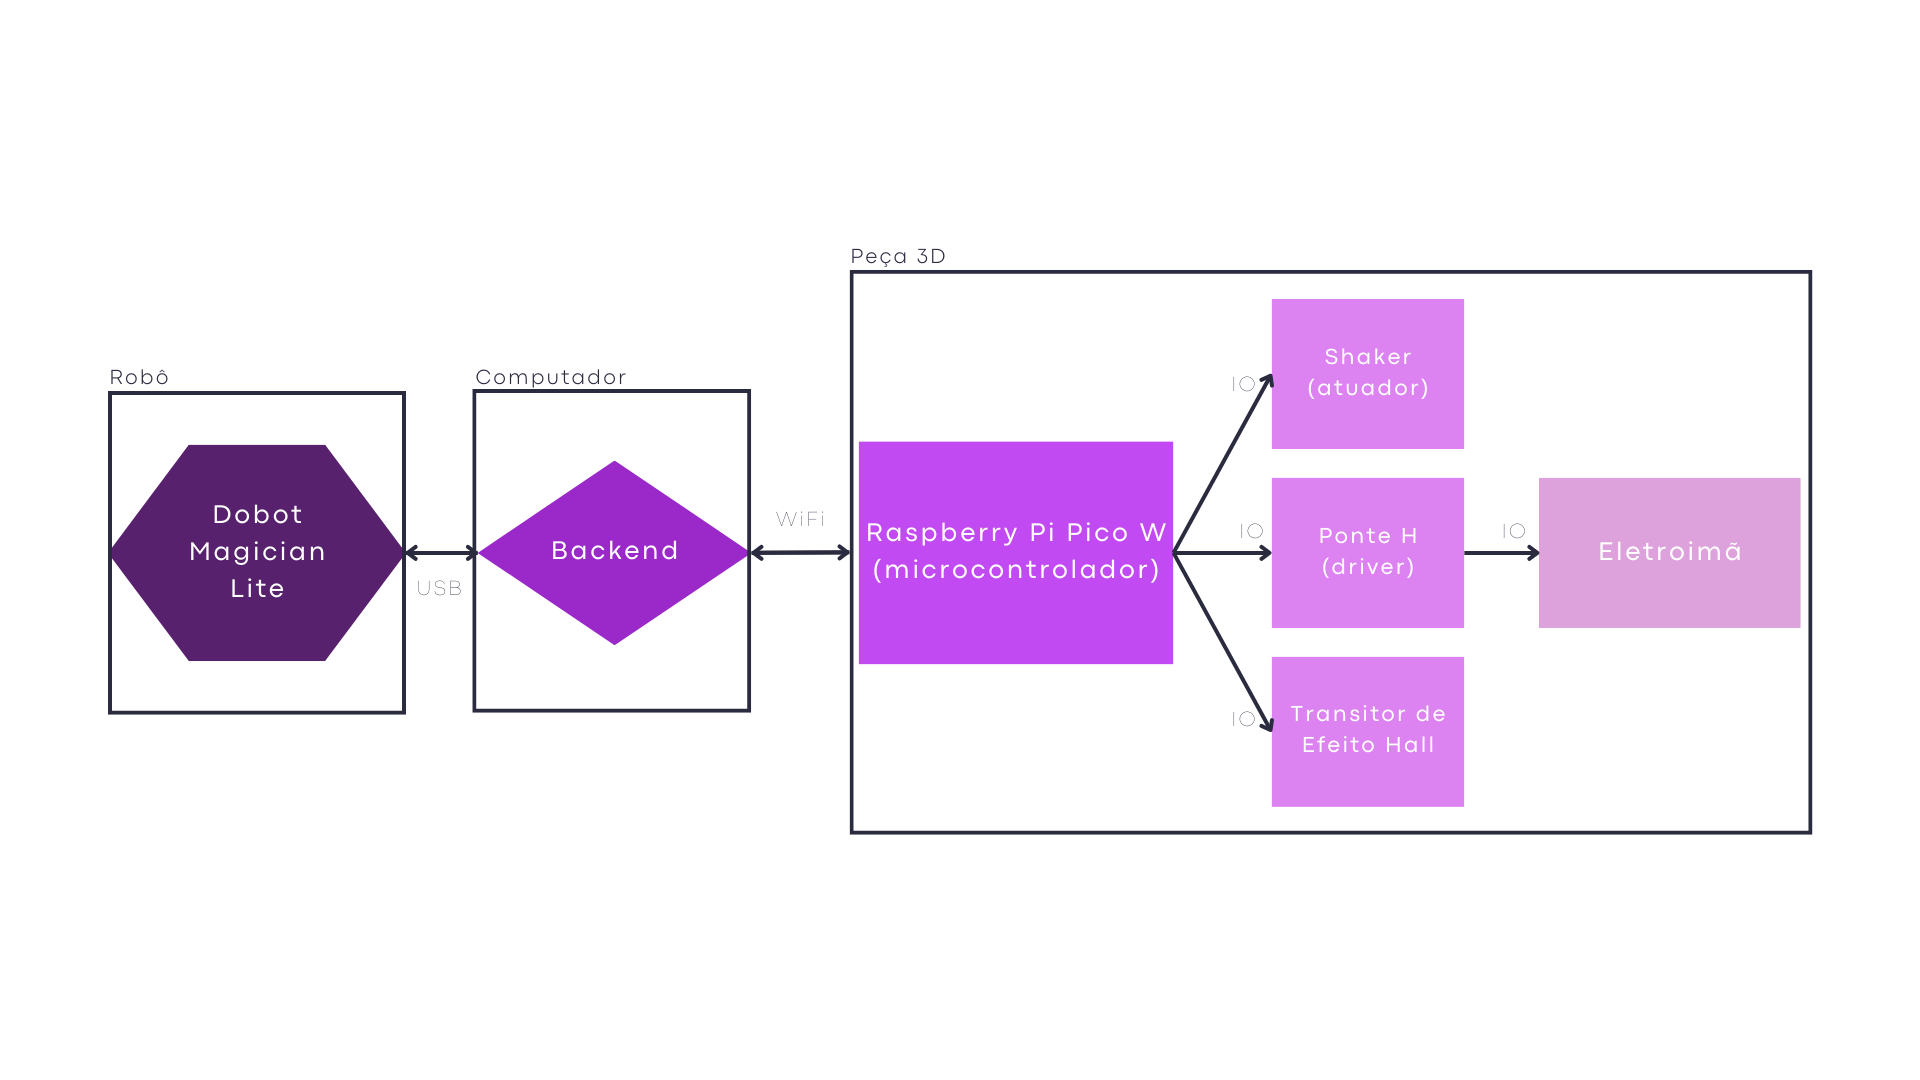 Robô
Dobot
Magician
Lite
USB
Computador
Backend
WiFi
Peça 3D
Raspberry Pi Pico W
(microcontrolador)
IO
Shaker
(atuador)
IO
Ponte H
(driver)
IO
Eletroimã
IO
Transitor de
Efeito Hall